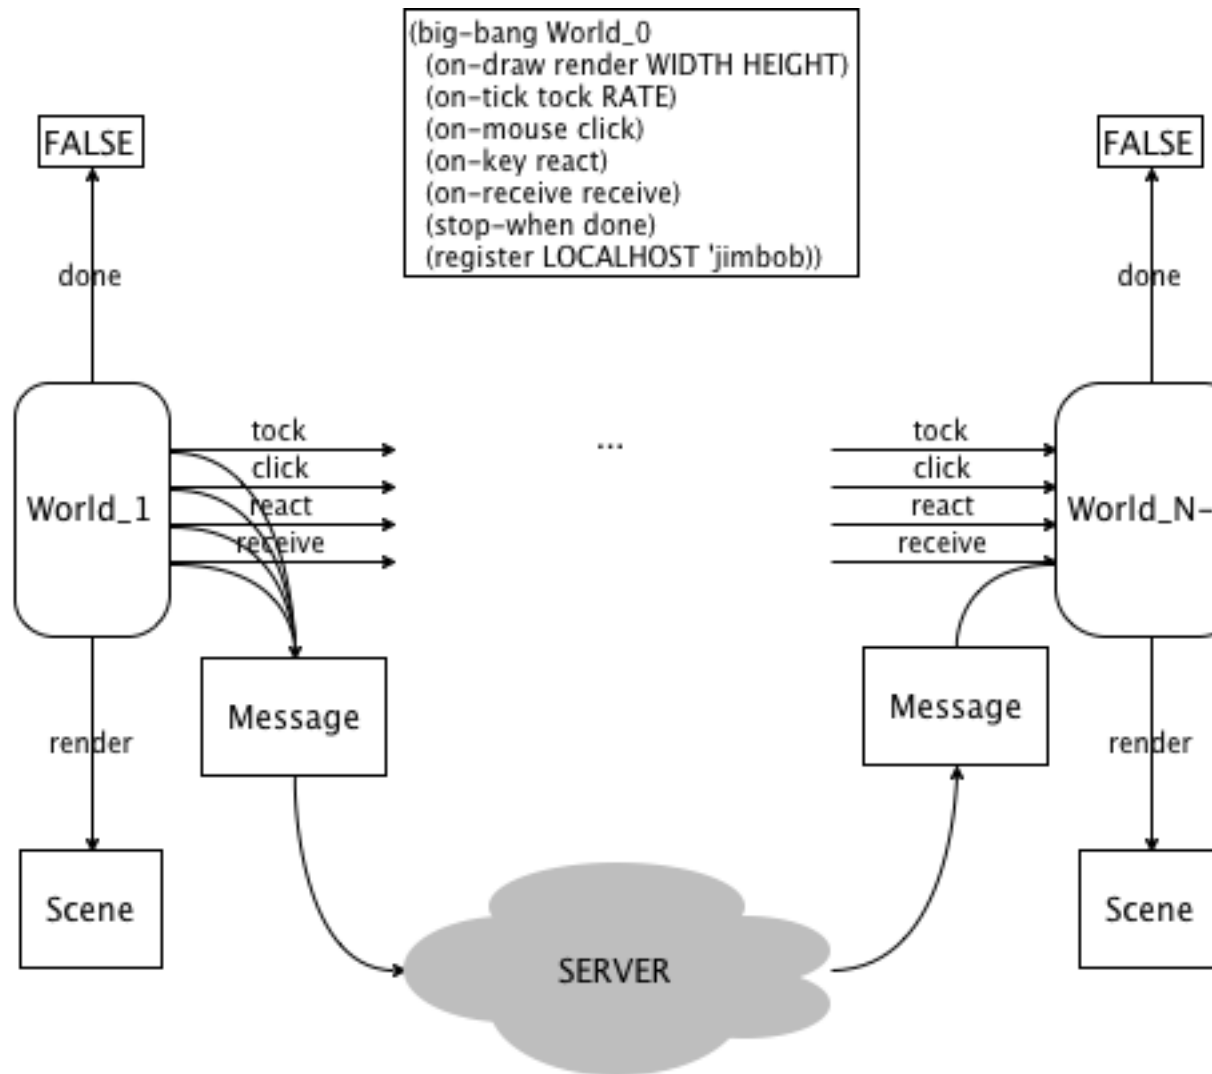 (big-bang World_0
(on-draw render WIDTH HEIGHT)
(on-tick tock RATE)
(on-mouse click)
(on-key react)
(on-receive receive)
(stop-when done)
(register LOCALHOST 'jimbob))
FALSE
FALSE
done
done
tock
...
tock
click
click
World_1
react
react
World_N-
receive
receive
Message
Message
render
render
Scene
Scene
SERVER